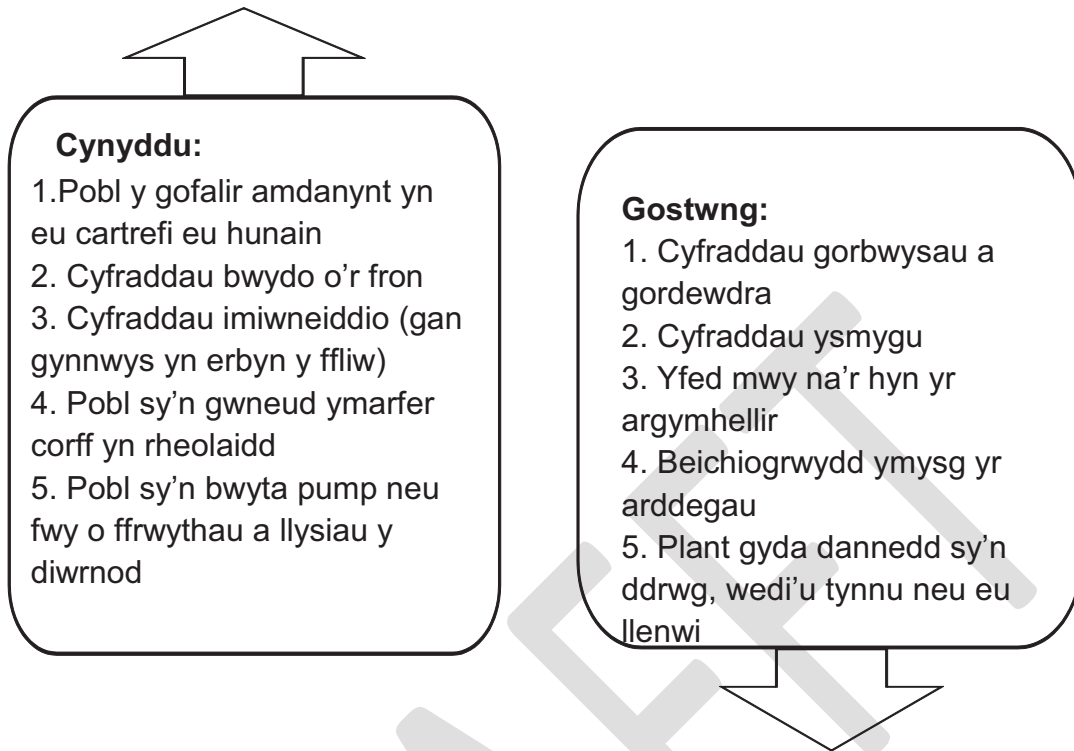 Cynyddu:
1.Pobl y gofalir amdanynt yn
eu cartrefi eu hunain
2. Cyfraddau bwydo o'r fron
3. Cyfraddau imiwneiddio (gan
gynnwys yn erbyn y ffliw)
4. Pobl sy'n gwneud ymarfer
corff yn rheolaidd
5. Pobl sy'n bwyta pump neu
fwy o ffrwythau a llysiau y
diwrnod
Gostwng:
1. Cyfraddau gorbwysau a
gordewdra
2. Cyfraddau ysmygu
3. Yfed mwy na'r hyn yr
argymhellir
4. Beichiogrwydd ymysg yr
arddegau
5. Plant gyda dannedd sy'n
ddrwg, wedi'u tynnu neu eu
llenwi